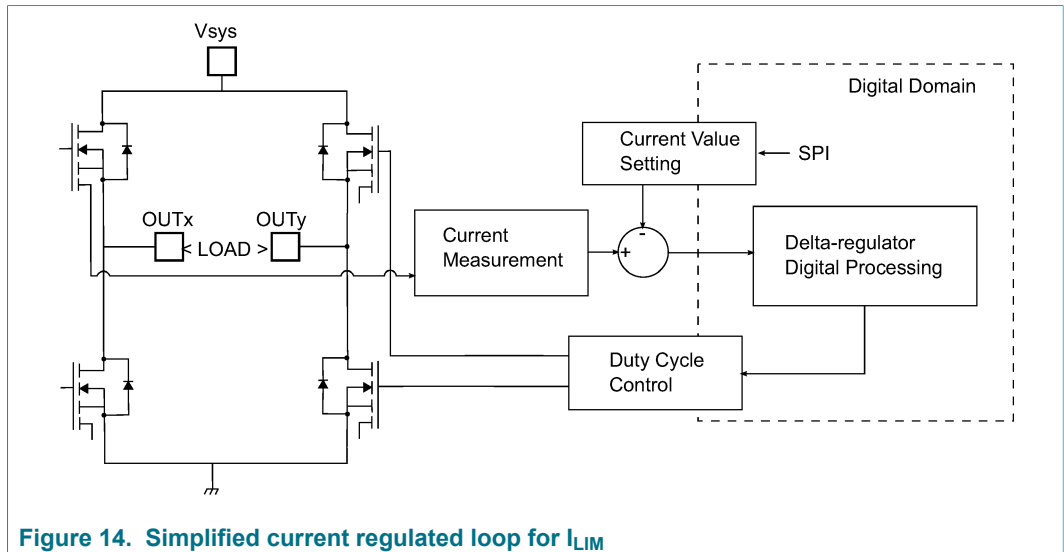 Vsys
Digital Domain
Current Value
Setting
SPI
OUTx
OUTy
< LOAD >
Current
Measurement
-
+
Delta-regulator
Digital Processing
Duty Cycle
Control
Figure 14. Simplified current regulated loop for ILIM